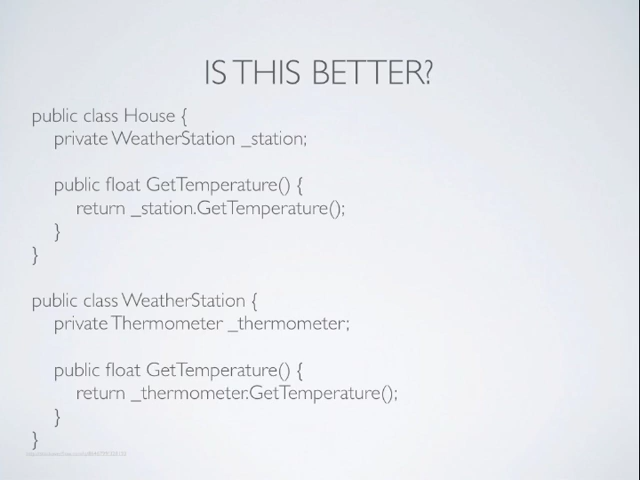 IS THIS BETTER?
public class House {
private WeatherStation _station;
public float GetTemperature() {
return _station.GetTemperature();
}
}
public class WeatherStation {
private Thermometer _thermometer;
public float GetTemperature() {
return _thermometer.GetTemperature();
}
}